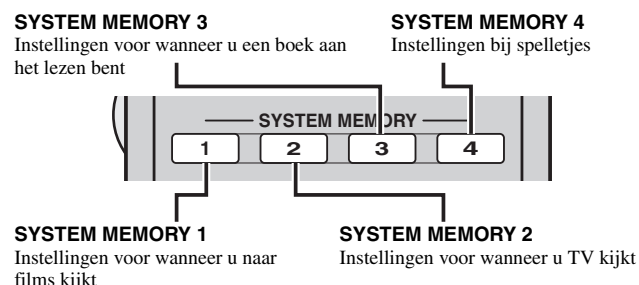 SYSTEM MEMORY 3
Instellingen voor wanneer u een boek aan
het lezen bent
SYSTEM MEMORY 4
Instellingen bij spelletjes
SYSTEM MEMORY
1 2 3 4
SYSTEM MEMORY 1
Instellingen voor wanneer u naar
films kijkt
SYSTEM MEMORY 2
Instellingen voor wanneer u TV kijkt